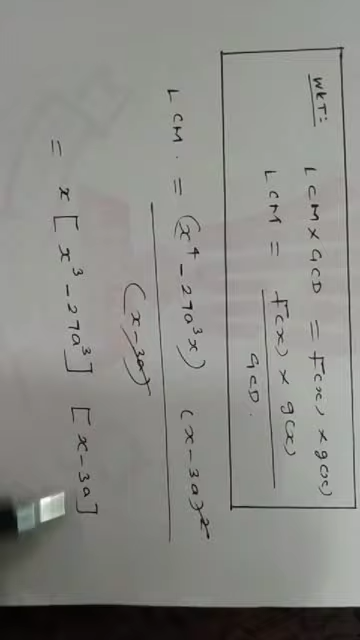 WKT:
LCM x GCD = f(x) x g(x)
LCM = f(x) x g(x)
GCD.
LCM. = (x⁴ - 27a³x) (x - 3a)²
(x - 3a)
= x [x³ - 27a³] [x - 3a]